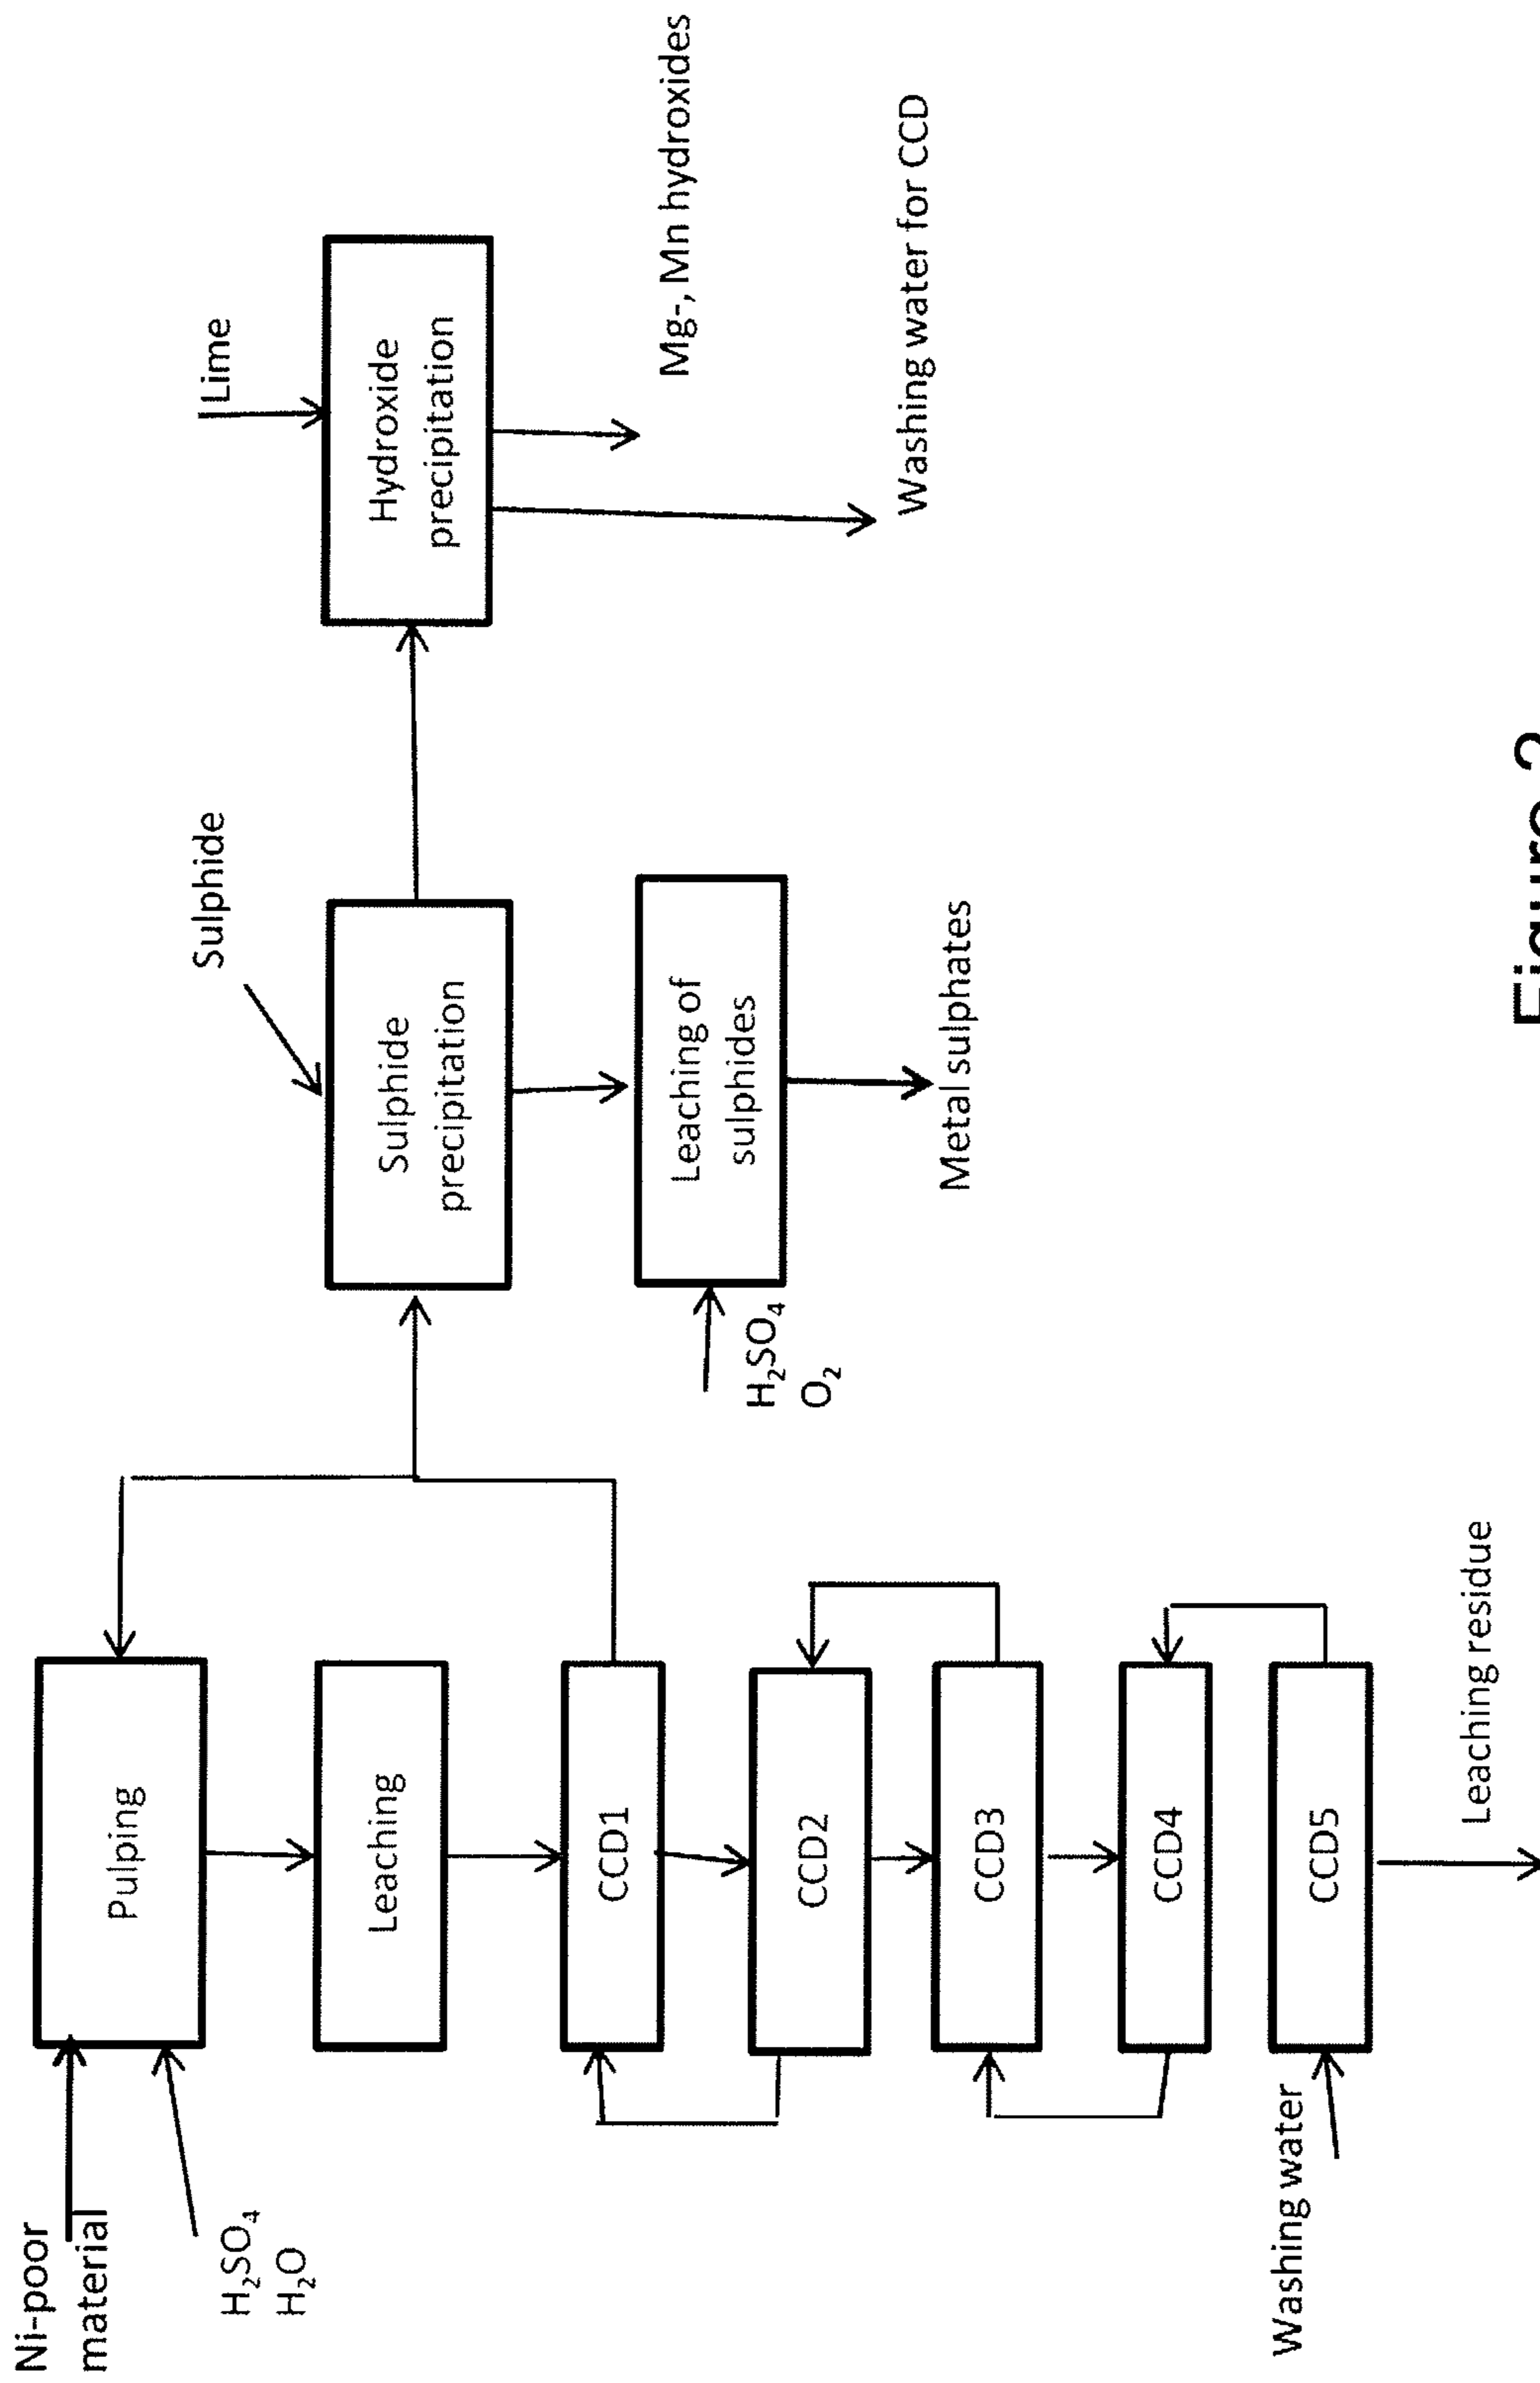 Ni-poor
material
H₂SO₄
H₂O
Pulping
Leaching
CCD1
CCD2
CCD3
CCD4
CCD5
Washing water
Leaching residue
Sulphide
Sulphide
precipitation
Leaching of
sulphides
H₂SO₄
O₂
Metal sulphates
Lime
Hydroxide
precipitation
Mg-, Mn hydroxides
Washing water for CCD
Figure